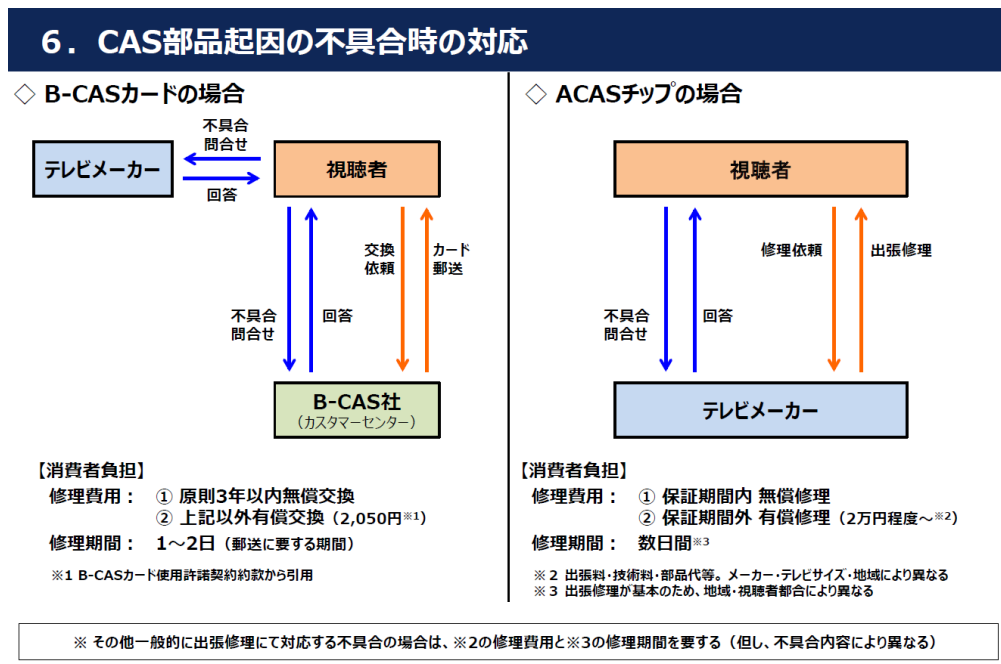 6．CAS部品起因の不具合時の対応
◇ B-CASカードの場合
不具合
問合せ
テレビメーカー
視聴者
回答
交換
依頼
カード
郵送
不具合
問合せ
回答
B-CAS社
（カスタマーセンター）
【消費者負担】
修理費用： ① 原則3年以内無償交換
② 上記以外有償交換（2,050円※1）
修理期間： 1～2日（郵送に要する期間）
※1 B-CASカード使用許諾契約約款から引用
◇ ACASチップの場合
視聴者
修理依頼
出張修理
不具合
問合せ
回答
テレビメーカー
【消費者負担】
修理費用： ① 保証期間内 無償修理
② 保証期間外 有償修理（2万円程度～※2）
修理期間： 数日間※3
※2 出張料・技術料・部品代等。メーカー・テレビサイズ・地域により異なる
※3 出張修理が基本のため、地域・視聴者都合により異なる
※ その他一般的に出張修理にて対応する不具合の場合は、※2の修理費用と※3の修理期間を要する（但し、不具合内容により異なる）